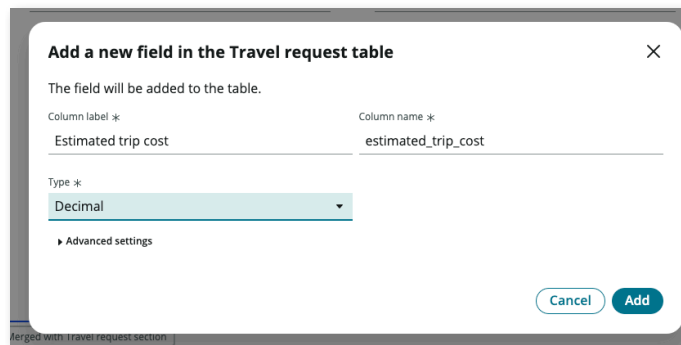 Add a new field in the Travel request table
The field will be added to the table.
Column label *
Column name *
Estimated trip cost
estimated_trip_cost
Type *
Decimal
Advanced settings
Cancel
Add
Merged with Travel request section